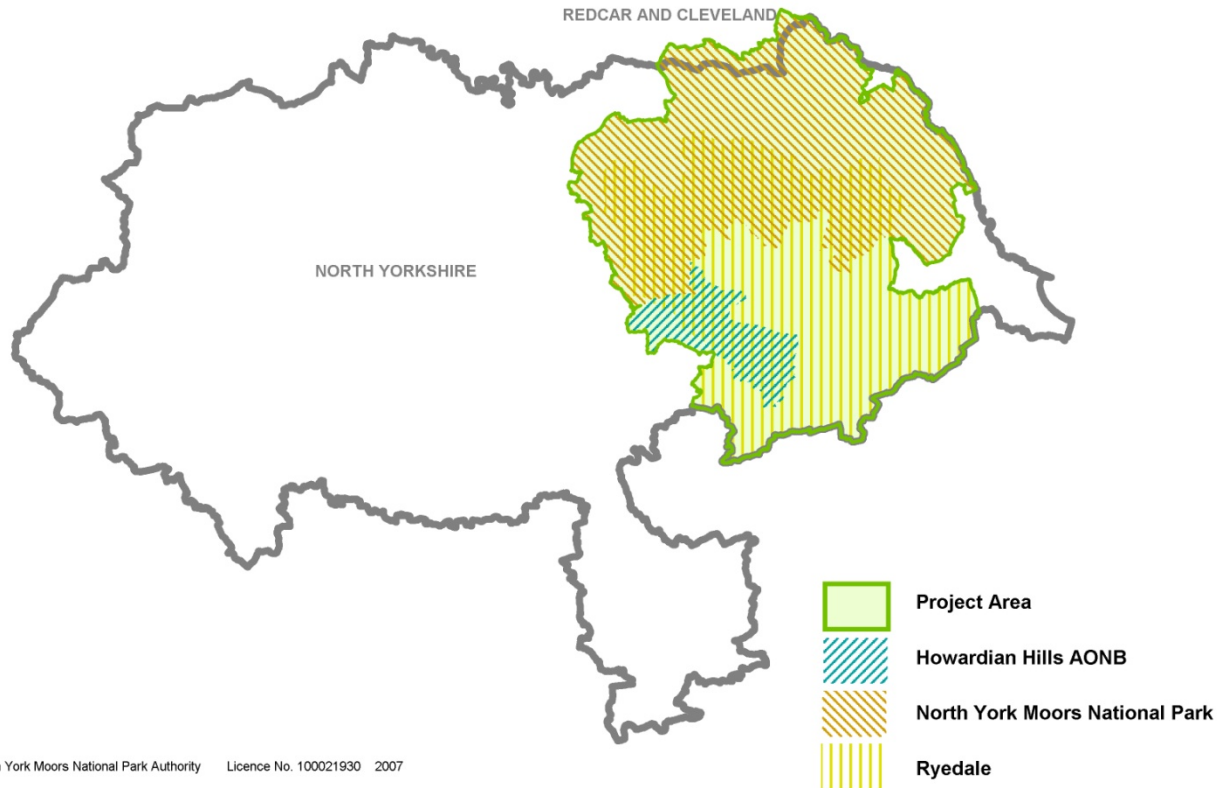 REDCAR AND CLEVELAND
NORTH YORKSHIRE
Project Area
Howardian Hills AONB
North York Moors National Park
Ryedale
York Moors National Park Authority Licence No. 100021930 2007